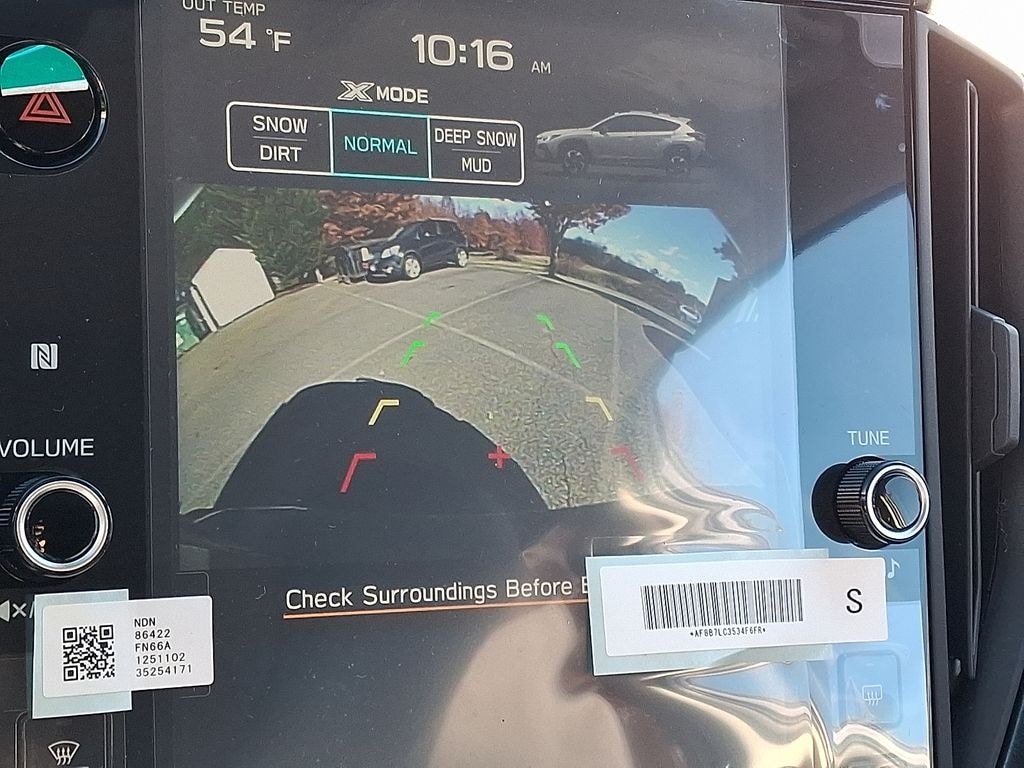 OUT TEMP
54 °F
10:16 AM
X MODE
SNOW
DIRT
NORMAL
DEEP SNOW
MUD
N
VOLUME
TUNE
Check Surroundings Before
NDN
86422
FN66A
1251102
35254171
*AF8B7LC3534F6FR*
S